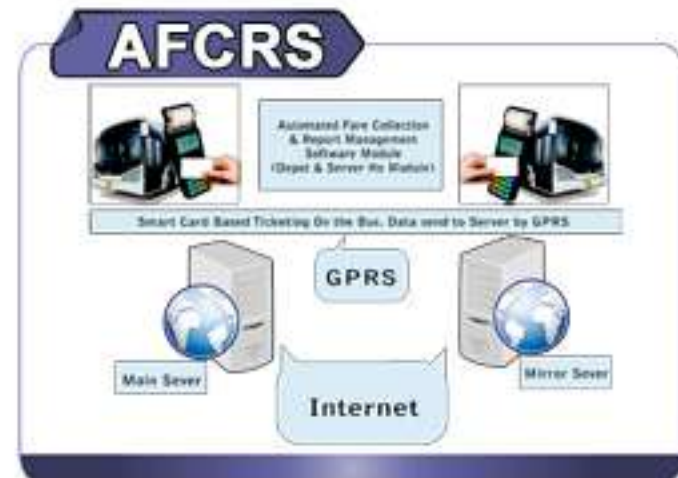 AFCRS
Automated Fare Collection
& Report Management
Software Module
(Depot & Server Ho Module)
Smart Card Based Ticketing On the Bus. Data send to Server by GPRS
GPRS
Main Sever
Mirror Sever
Internet